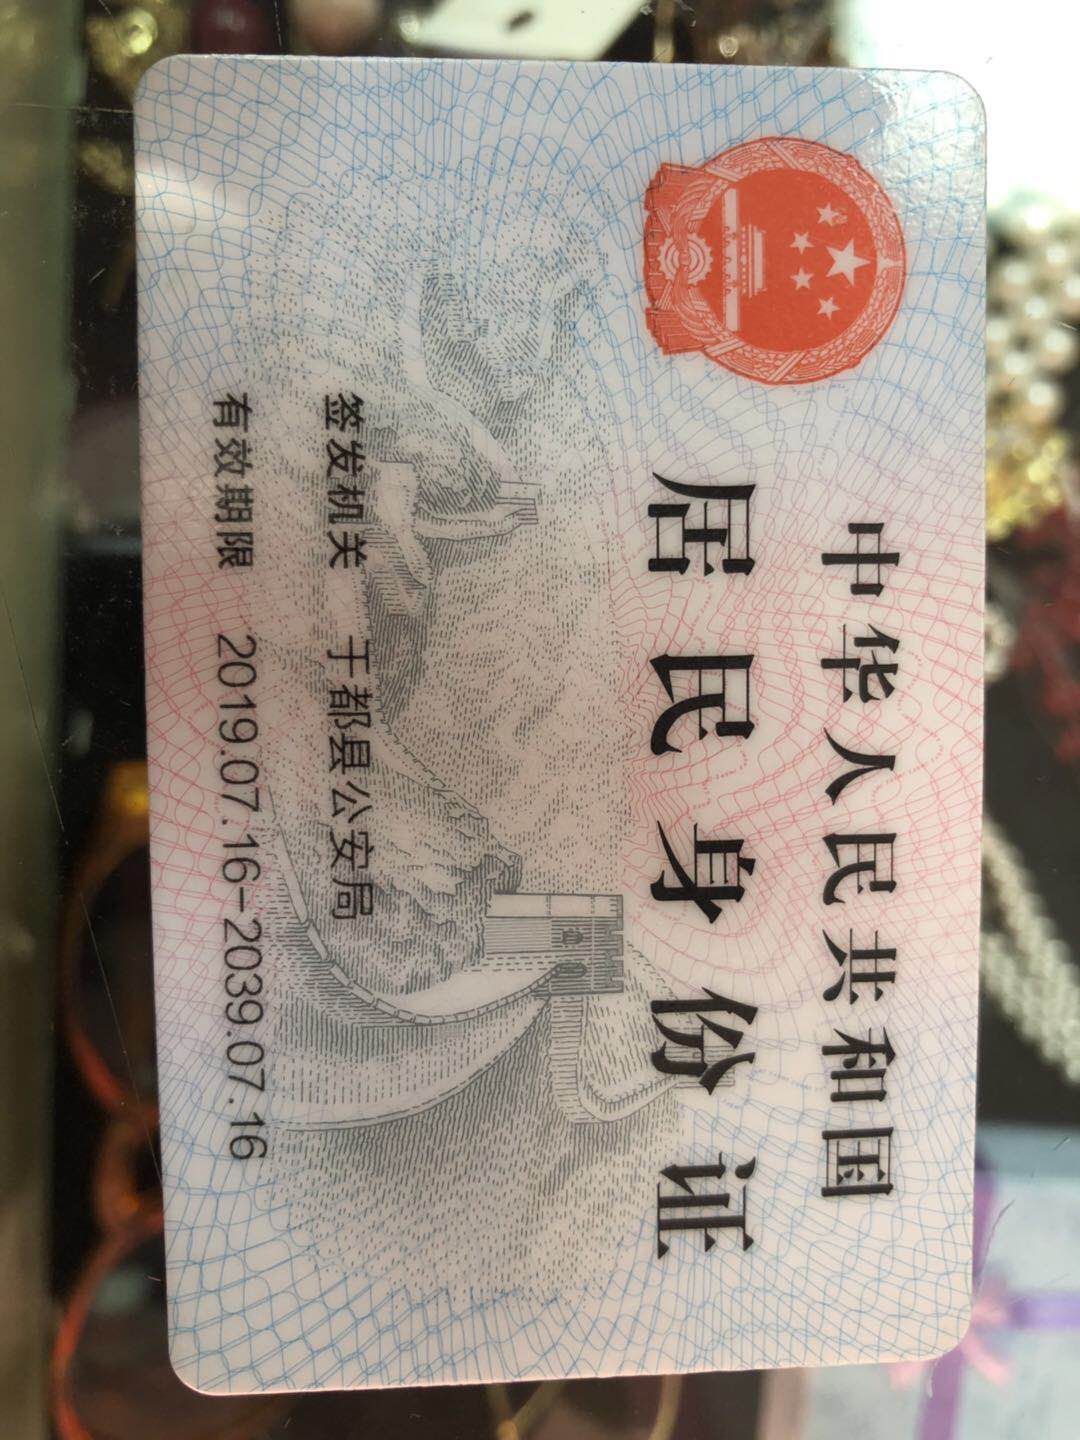 中华人民共和国
居民身份证
签发机关 于都县公安局
有效期限 2019.07.16-2039.07.16